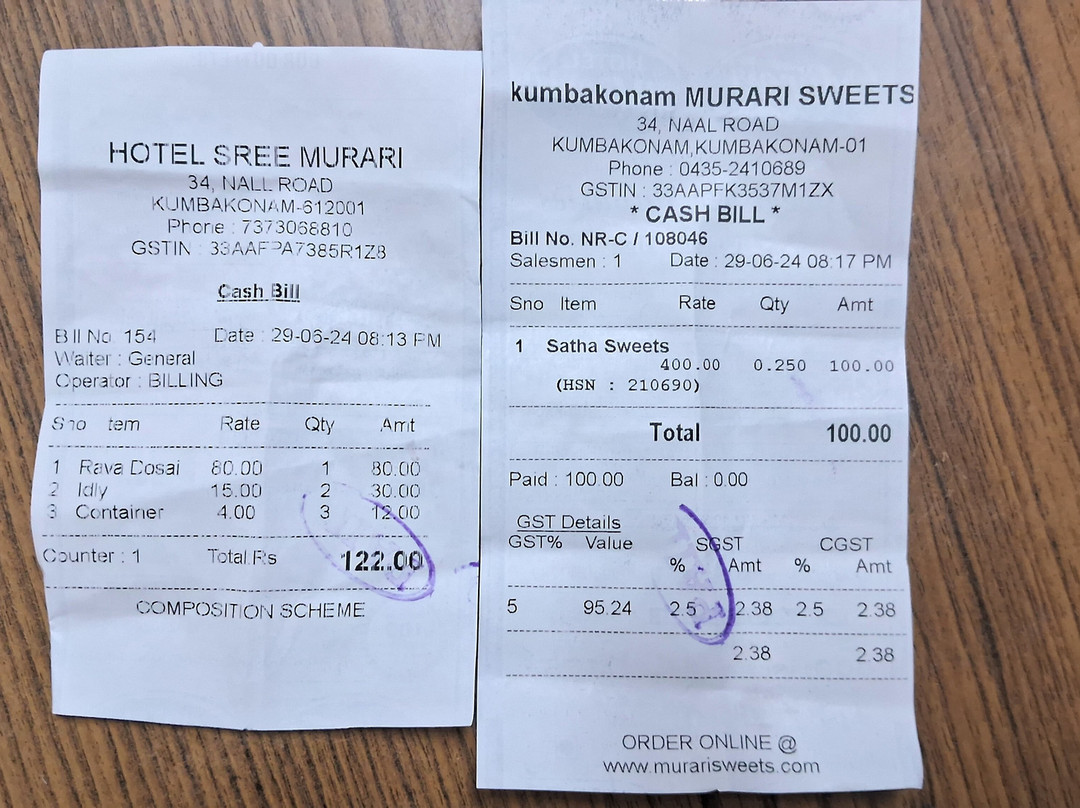 HOTEL SREE MURARI
34, NALL ROAD
KUMBAKONAM-612001
Phone : 7373068810
GSTIN : 33AAFPA7385R1Z8
Cash Bill
Bill No. 154 Date : 29-06-24 08:13 PM
Waiter : General
Operator : BILLING
Sno Item Rate Qty Amt
1 Rava Dosai 80.00 1 80.00
2 Idly 15.00 2 30.00
3 Container 4.00 3 12.00
Counter : 1 Total Rs 122.00
COMPOSITION SCHEME
kumbakonam MURARI SWEETS
34, NAAL ROAD
KUMBAKONAM,KUMBAKONAM-01
Phone : 0435-2410689
GSTIN : 33AAPFK3537M1ZX
* CASH BILL *
Bill No. NR-C / 108046
Salesmen : 1 Date : 29-06-24 08:17 PM
Sno Item Rate Qty Amt
1 Satha Sweets
400.00 0.250 100.00
(HSN : 210690)
Total 100.00
Paid : 100.00 Bal : 0.00
GST Details
GST% Value SGST CGST
% Amt % Amt
5 95.24 2.5 2.38 2.5 2.38
2.38 2.38
ORDER ONLINE @
www.murarisweets.com